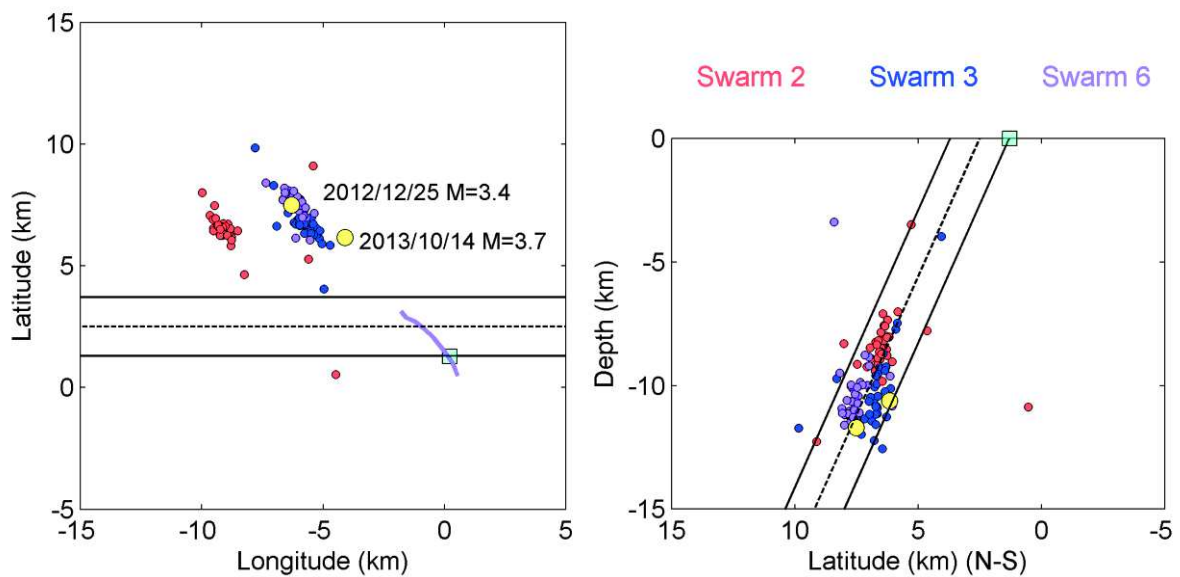 15
10
5
0
-5
-15
-10
-5
0
5
Latitude (km)
Longitude (km)
2012/12/25 M=3.4
2013/10/14 M=3.7
Swarm 2
Swarm 3
Swarm 6
0
-5
-10
-15
15
10
5
0
-5
Depth (km)
Latitude (km) (N-S)